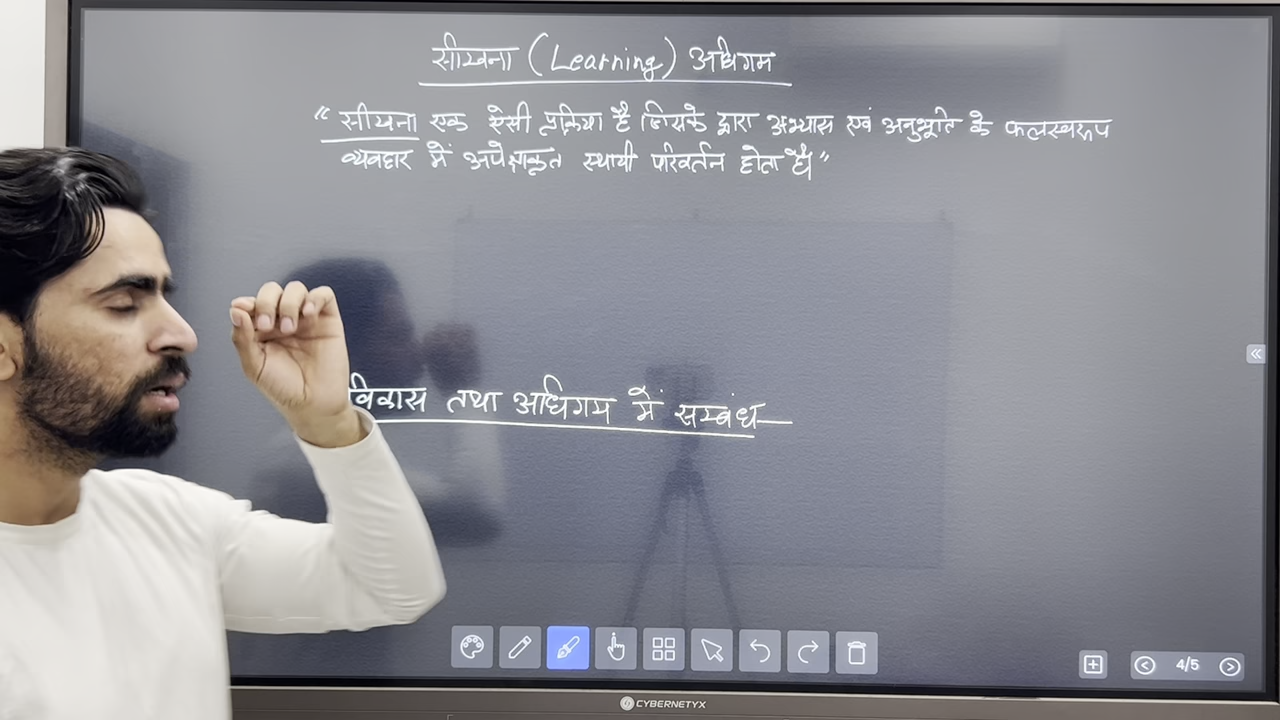 सीखना (Learning) अधिगम
“ सीखना एक ऐसी प्रक्रिया है जिसके द्वारा अभ्यास एवं अनुभूति के फलस्वरूप
व्यवहार में अपेक्षाकृत स्थायी परिवर्तन होता है।”
विकास तथा अधिगम में सम्बंध—
4/5
CYBERNETYX